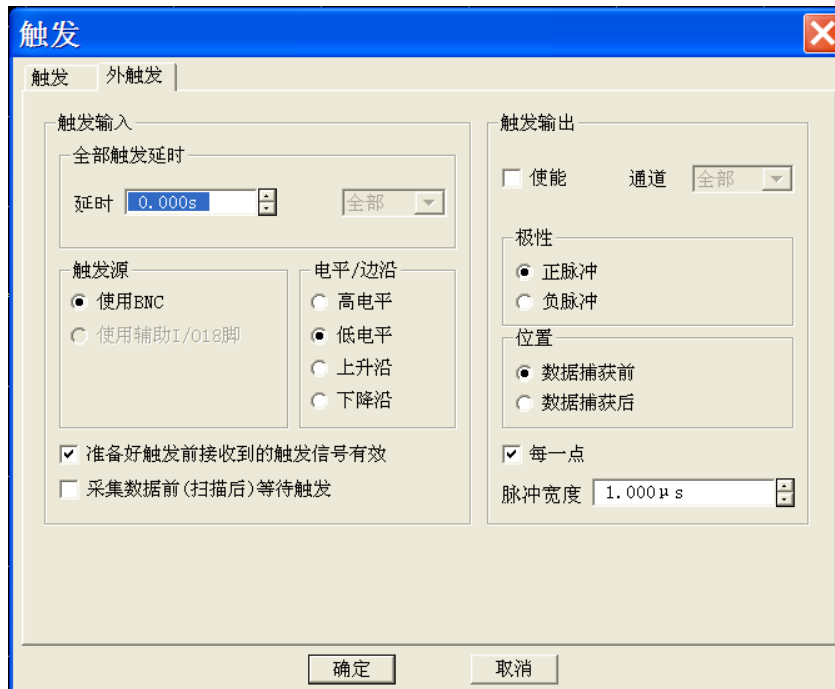 触发
触发 外触发
触发输入
全部触发延时
延时 0.000s 全部
触发源
使用BNC
使用辅助I/O18脚
电平/边沿
高电平
低电平
上升沿
下降沿
准备好触发前接收到的触发信号有效
采集数据前(扫描后)等待触发
触发输出
使能 通道 全部
极性
正脉冲
负脉冲
位置
数据捕获前
数据捕获后
每一点
脉冲宽度 1.000μs
确定 取消